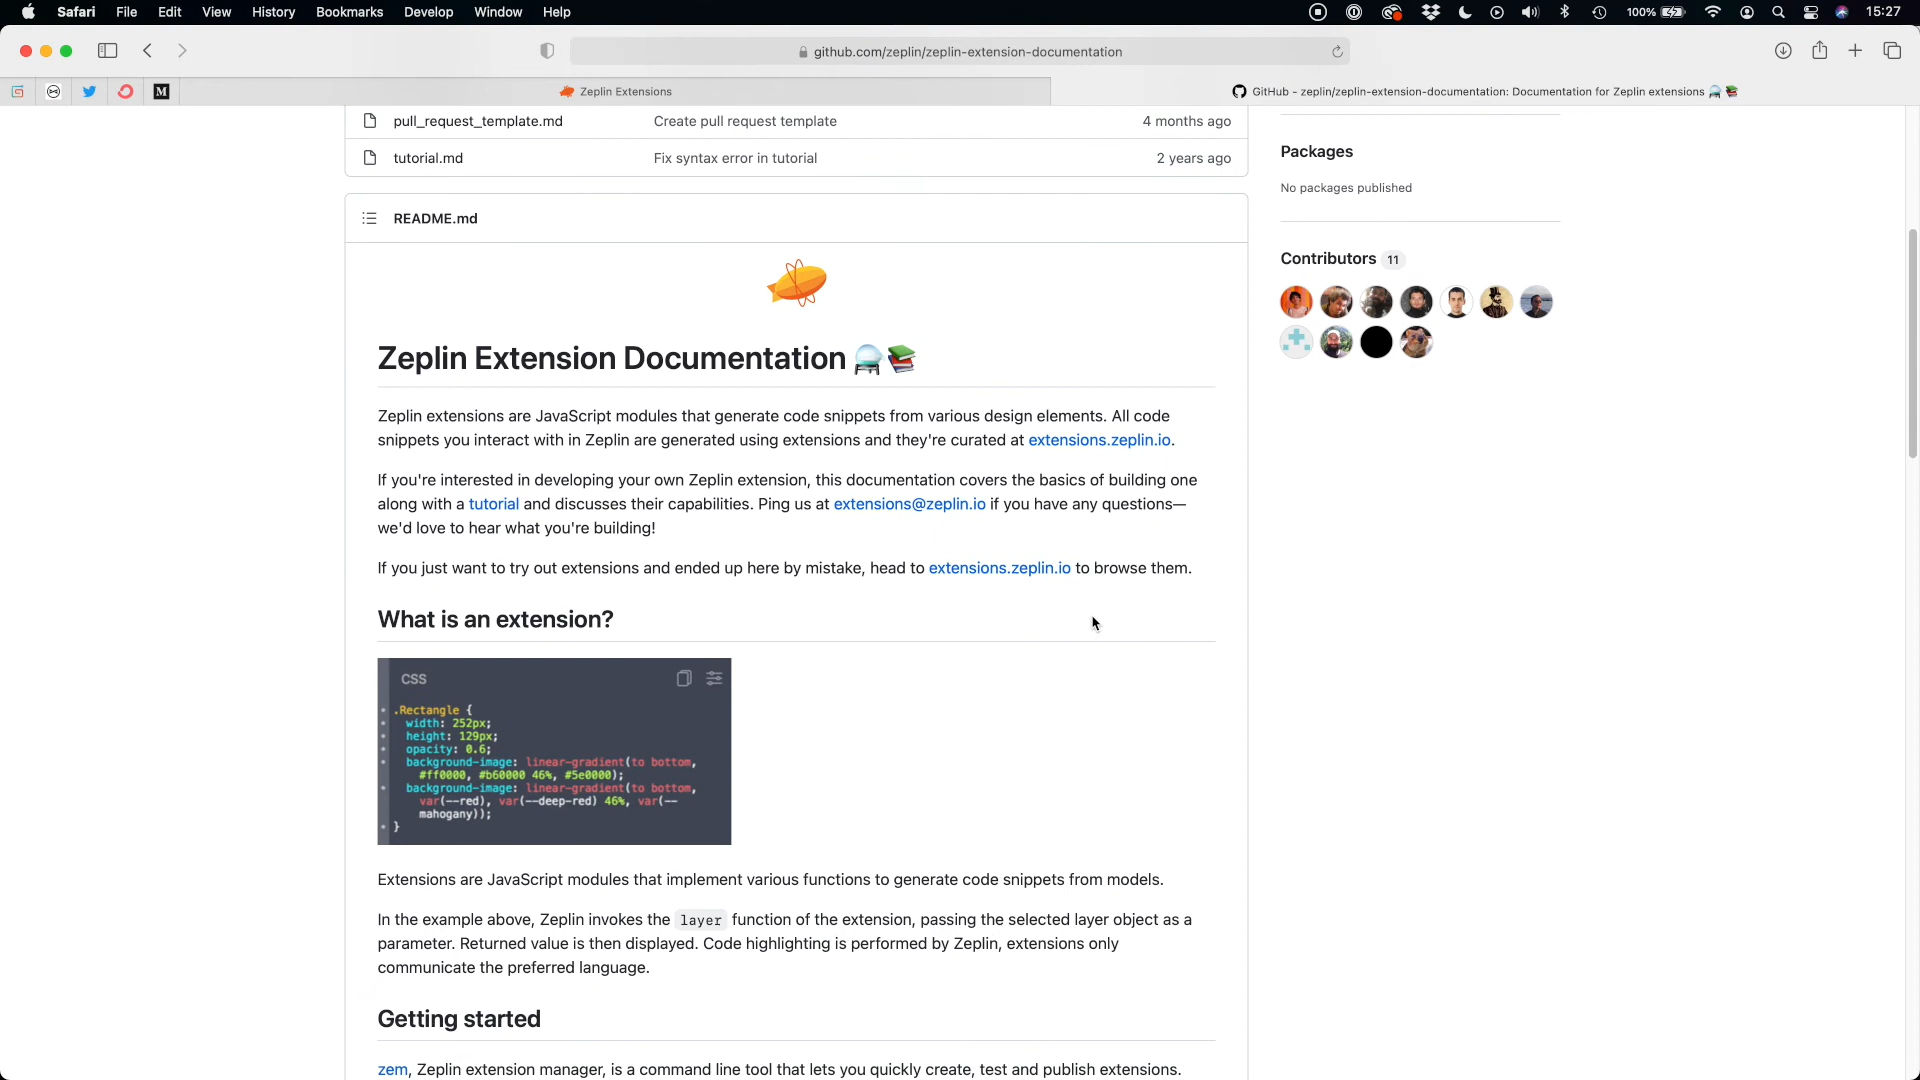 Safari File Edit View History Bookmarks Develop Window Help 100% 15:27
github.com/zeplin/zeplin-extension-documentation
M Zeplin Extensions GitHub - zeplin/zeplin-extension-documentation: Documentation for Zeplin extensions 🔮📚
pull_request_template.md Create pull request template 4 months ago
tutorial.md Fix syntax error in tutorial 2 years ago
README.md
Zeplin Extension Documentation 🔮📚
Zeplin extensions are JavaScript modules that generate code snippets from various design elements. All code
snippets you interact with in Zeplin are generated using extensions and they're curated at extensions.zeplin.io.
If you're interested in developing your own Zeplin extension, this documentation covers the basics of building one
along with a tutorial and discusses their capabilities. Ping us at extensions@zeplin.io if you have any questions—
we'd love to hear what you're building!
If you just want to try out extensions and ended up here by mistake, head to extensions.zeplin.io to browse them.
What is an extension?
CSS
.Rectangle {
width: 252px;
height: 129px;
opacity: 0.6;
background-image: linear-gradient(to bottom,
#ff0000, #b60000 46%, #5e0000);
background-image: linear-gradient(to bottom,
var(--red), var(--deep-red) 46%, var(--
mahogany));
}
Extensions are JavaScript modules that implement various functions to generate code snippets from models.
In the example above, Zeplin invokes the layer function of the extension, passing the selected layer object as a
parameter. Returned value is then displayed. Code highlighting is performed by Zeplin, extensions only
communicate the preferred language.
Getting started
zem, Zeplin extension manager, is a command line tool that lets you quickly create, test and publish extensions.
Packages
No packages published
Contributors 11